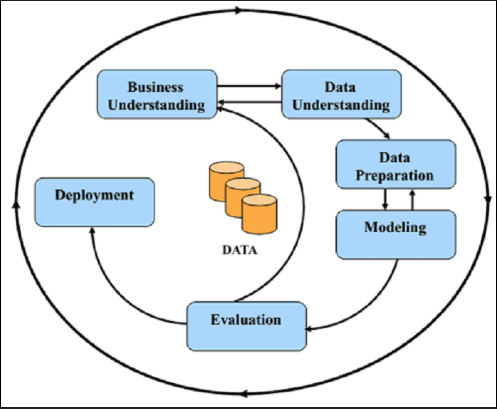 Business
Understanding
Data
Understanding
Data
Preparation
Deployment
Modeling
DATA
Evaluation